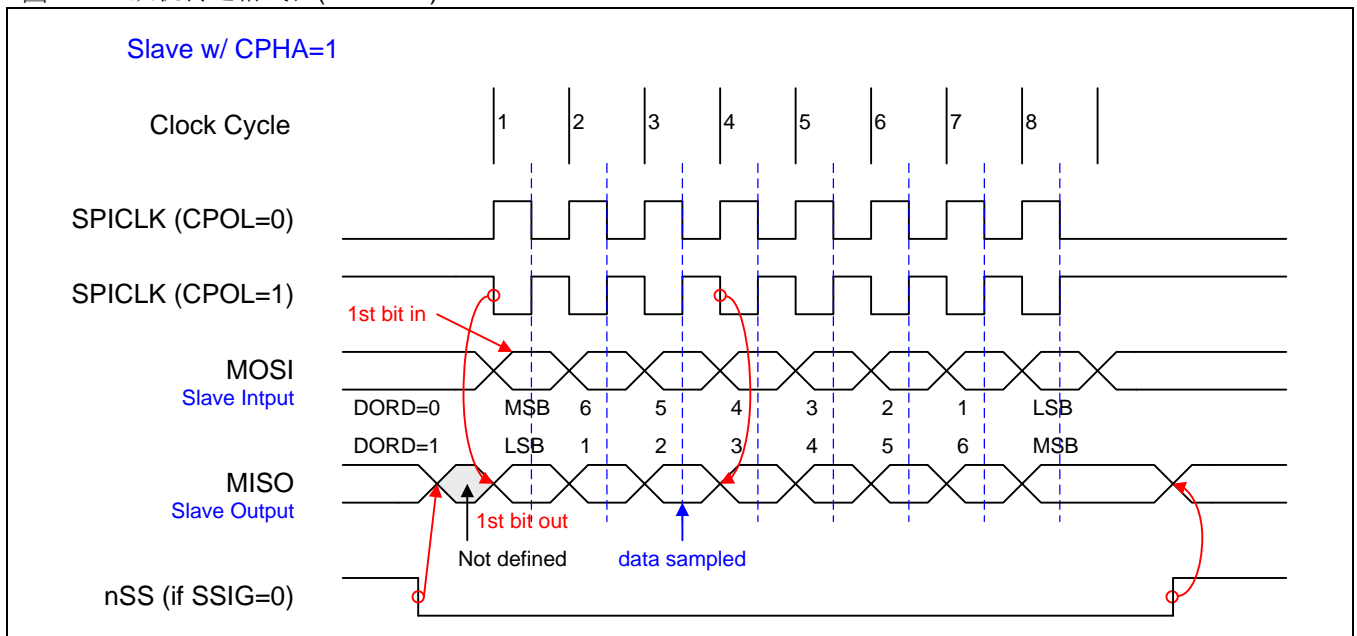 Slave w/ CPHA=1
Clock Cycle
1 2 3 4 5 6 7 8
SPICLK (CPOL=0)
SPICLK (CPOL=1)
1st bit in
MOSI
Slave Intput
DORD=0 MSB 6 5 4 3 2 1 LSB
DORD=1 LSB 1 2 3 4 5 6 MSB
MISO
Slave Output
1st bit out
Not defined
data sampled
nSS (if SSIG=0)